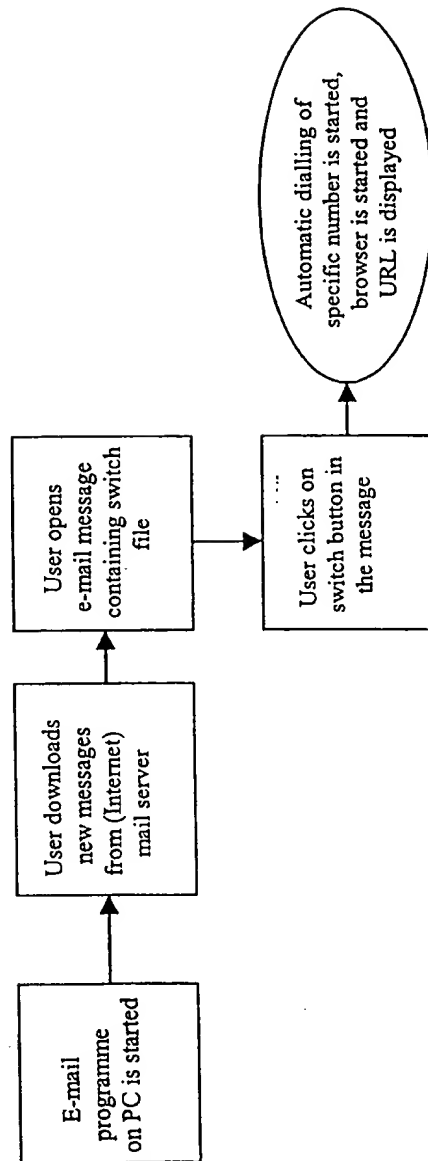 E-mail
programme
on PC is started
User downloads
new messages
from (Internet)
mail server
User opens
e-mail message
containing switch
file
User clicks on
switch button in
the message
Automatic dialling of
specific number is started,
browser is started and
URL is displayed